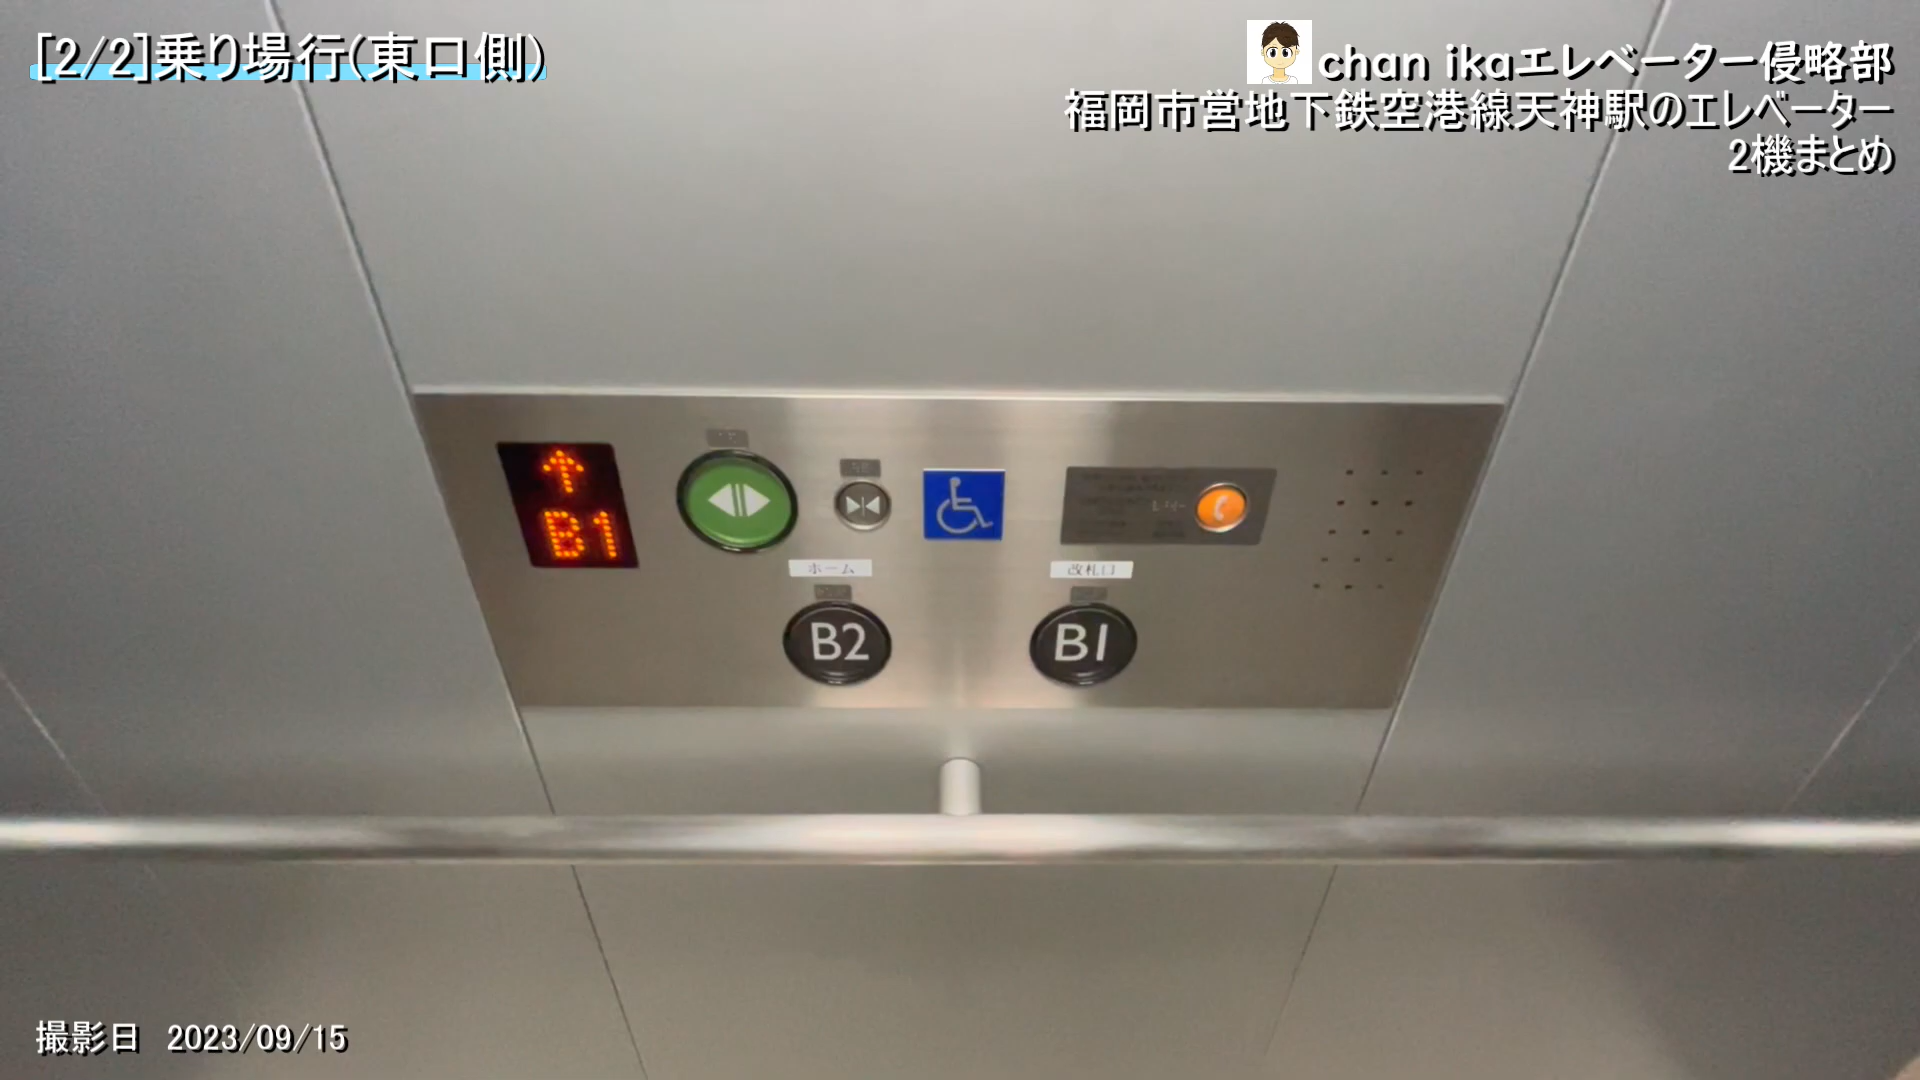 [2/2]乗り場行(東口側)
chan ikaエレベーター侵略部
福岡市営地下鉄空港線天神駅のエレベーター
2機まとめ
B1
ホーム
改札口
B2
B1
撮影日 2023/09/15